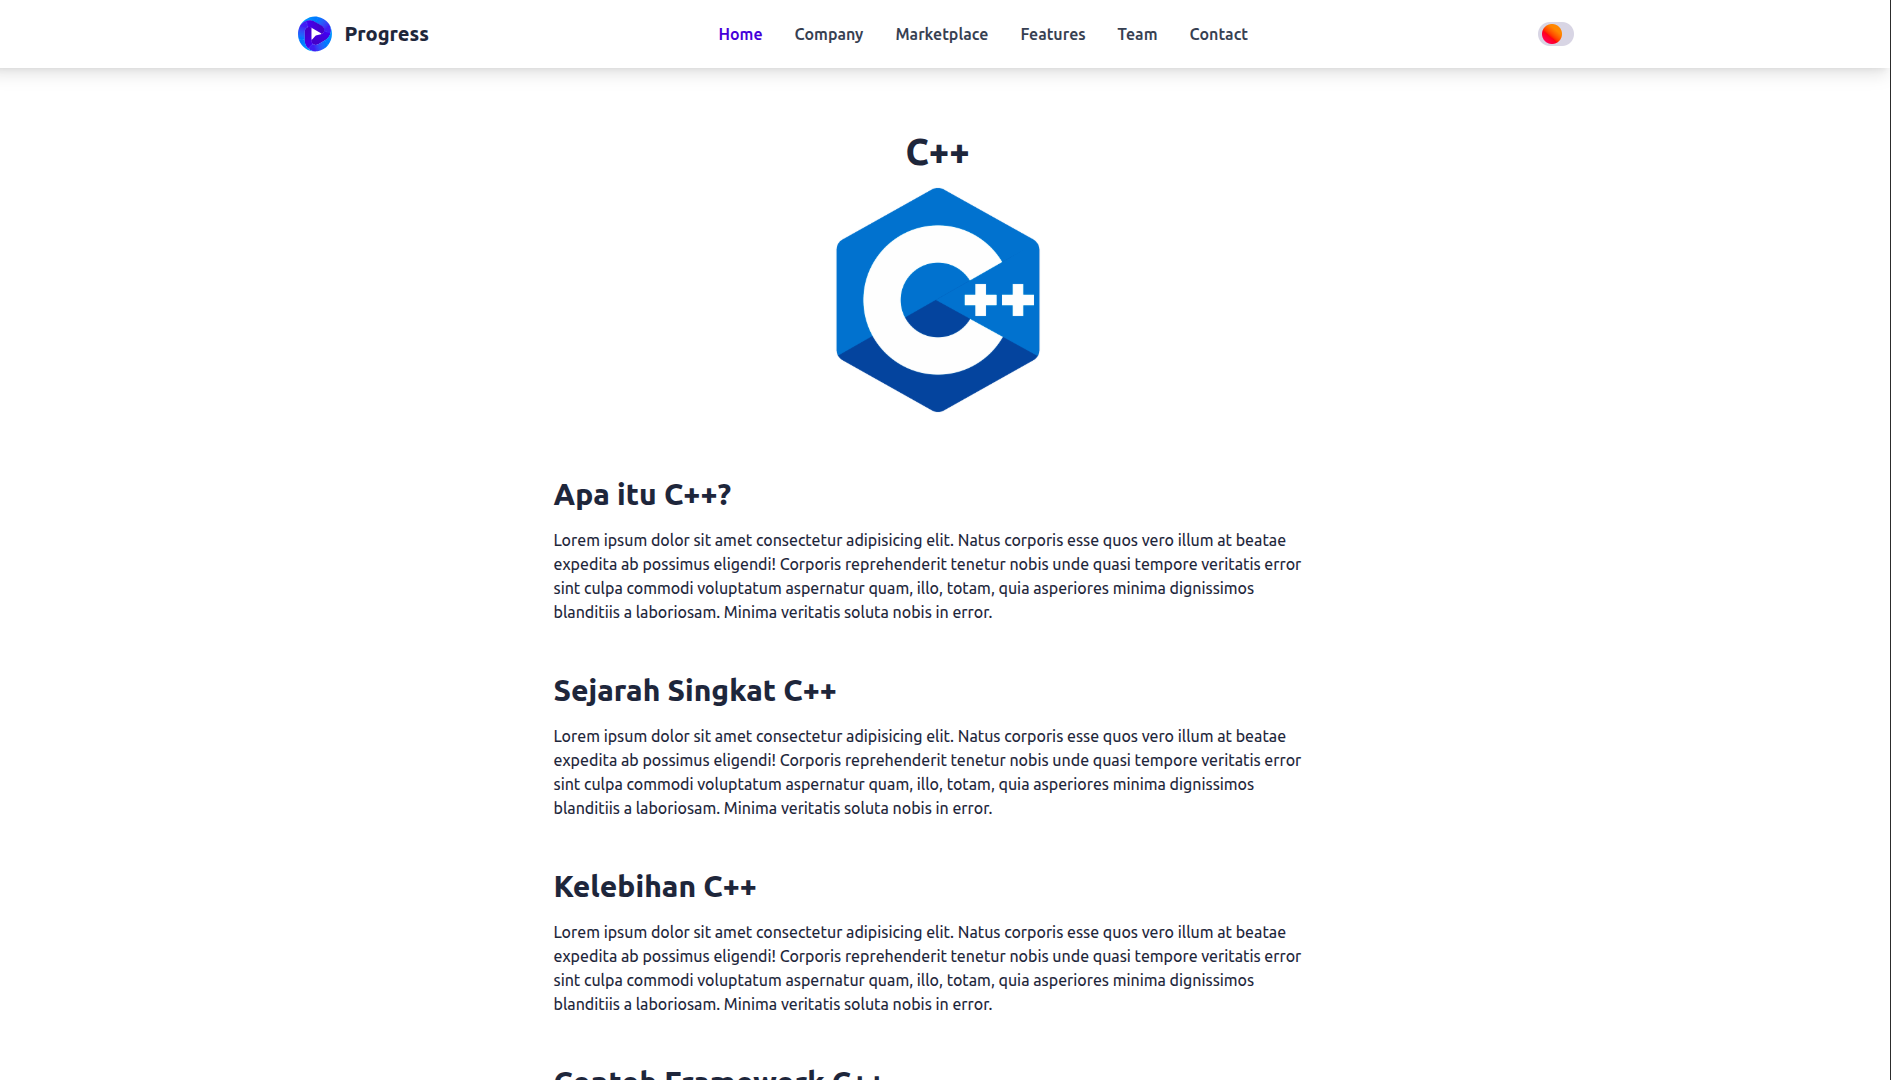 Progress
Home Company Marketplace Features Team Contact
C++
C++
Apa itu C++?
Lorem ipsum dolor sit amet consectetur adipisicing elit. Natus corporis esse quos vero illum at beatae
expedita ab possimus eligendi! Corporis reprehenderit tenetur nobis unde quasi tempore veritatis error
sint culpa commodi voluptatum aspernatur quam, illo, totam, quia asperiores minima dignissimos
blanditiis a laboriosam. Minima veritatis soluta nobis in error.
Sejarah Singkat C++
Lorem ipsum dolor sit amet consectetur adipisicing elit. Natus corporis esse quos vero illum at beatae
expedita ab possimus eligendi! Corporis reprehenderit tenetur nobis unde quasi tempore veritatis error
sint culpa commodi voluptatum aspernatur quam, illo, totam, quia asperiores minima dignissimos
blanditiis a laboriosam. Minima veritatis soluta nobis in error.
Kelebihan C++
Lorem ipsum dolor sit amet consectetur adipisicing elit. Natus corporis esse quos vero illum at beatae
expedita ab possimus eligendi! Corporis reprehenderit tenetur nobis unde quasi tempore veritatis error
sint culpa commodi voluptatum aspernatur quam, illo, totam, quia asperiores minima dignissimos
blanditiis a laboriosam. Minima veritatis soluta nobis in error.
Contoh Framework C++